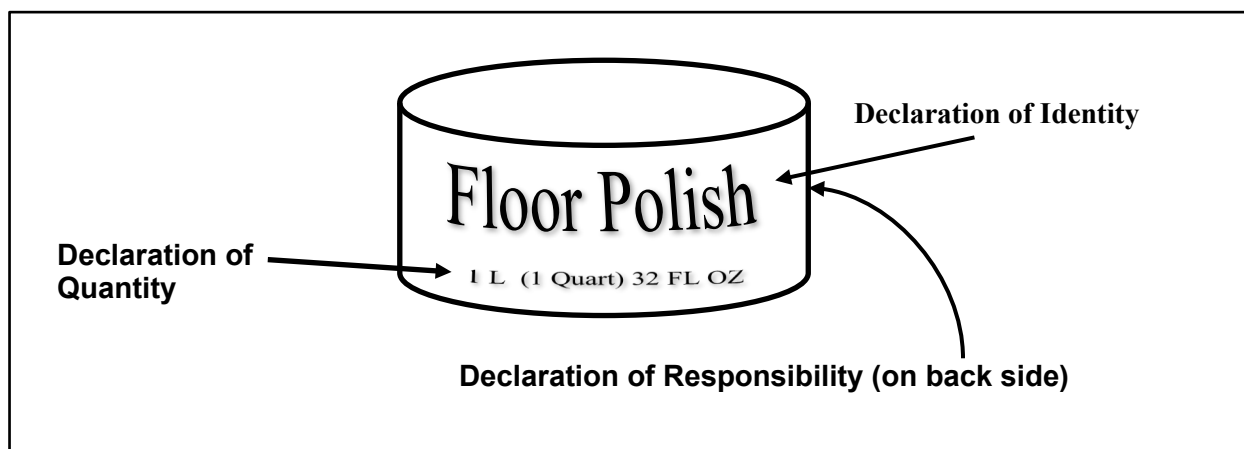 Declaration of Identity
Floor Polish
Declaration of
Quantity
1 L (1 Quart) 32 FL OZ
Declaration of Responsibility (on back side)